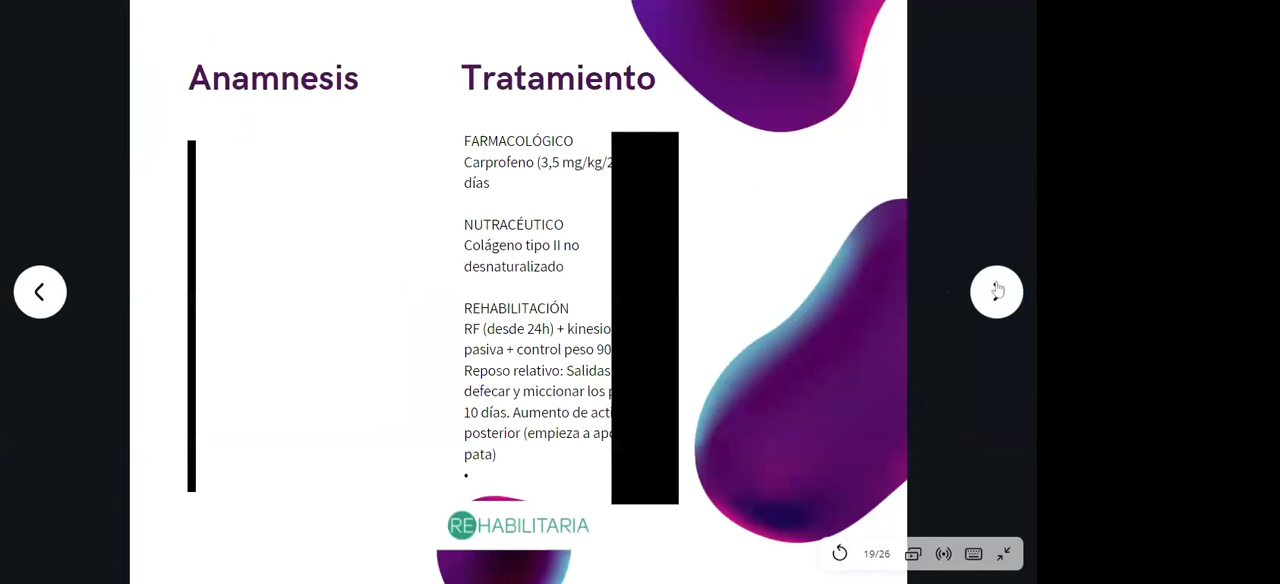 Anamnesis
Tratamiento
FARMACOLÓGICO
Carprofeno (3,5 mg/kg/2
días
NUTRACÉUTICO
Colágeno tipo II no
desnaturalizado
REHABILITACIÓN
RF (desde 24h) + kinesio
pasiva + control peso 90
Reposo relativo: Salidas
defecar y miccionar los
10 días. Aumento de acti
posterior (empieza a apo
pata)
•
REHABILITARIA
19/26